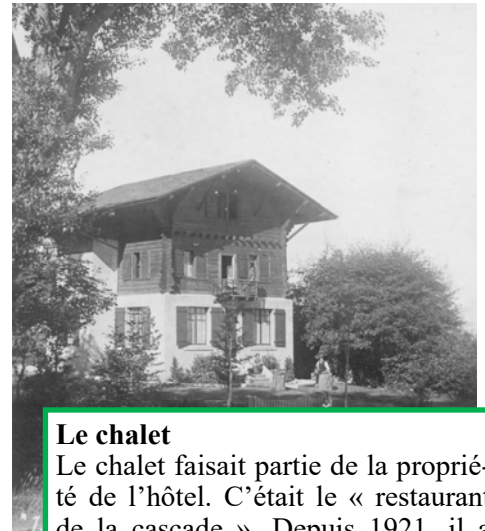 Le chalet
Le chalet faisait partie de la proprié-
té de l’hôtel. C’était le « restaurant
de la cascade ». Depuis 1921, il a